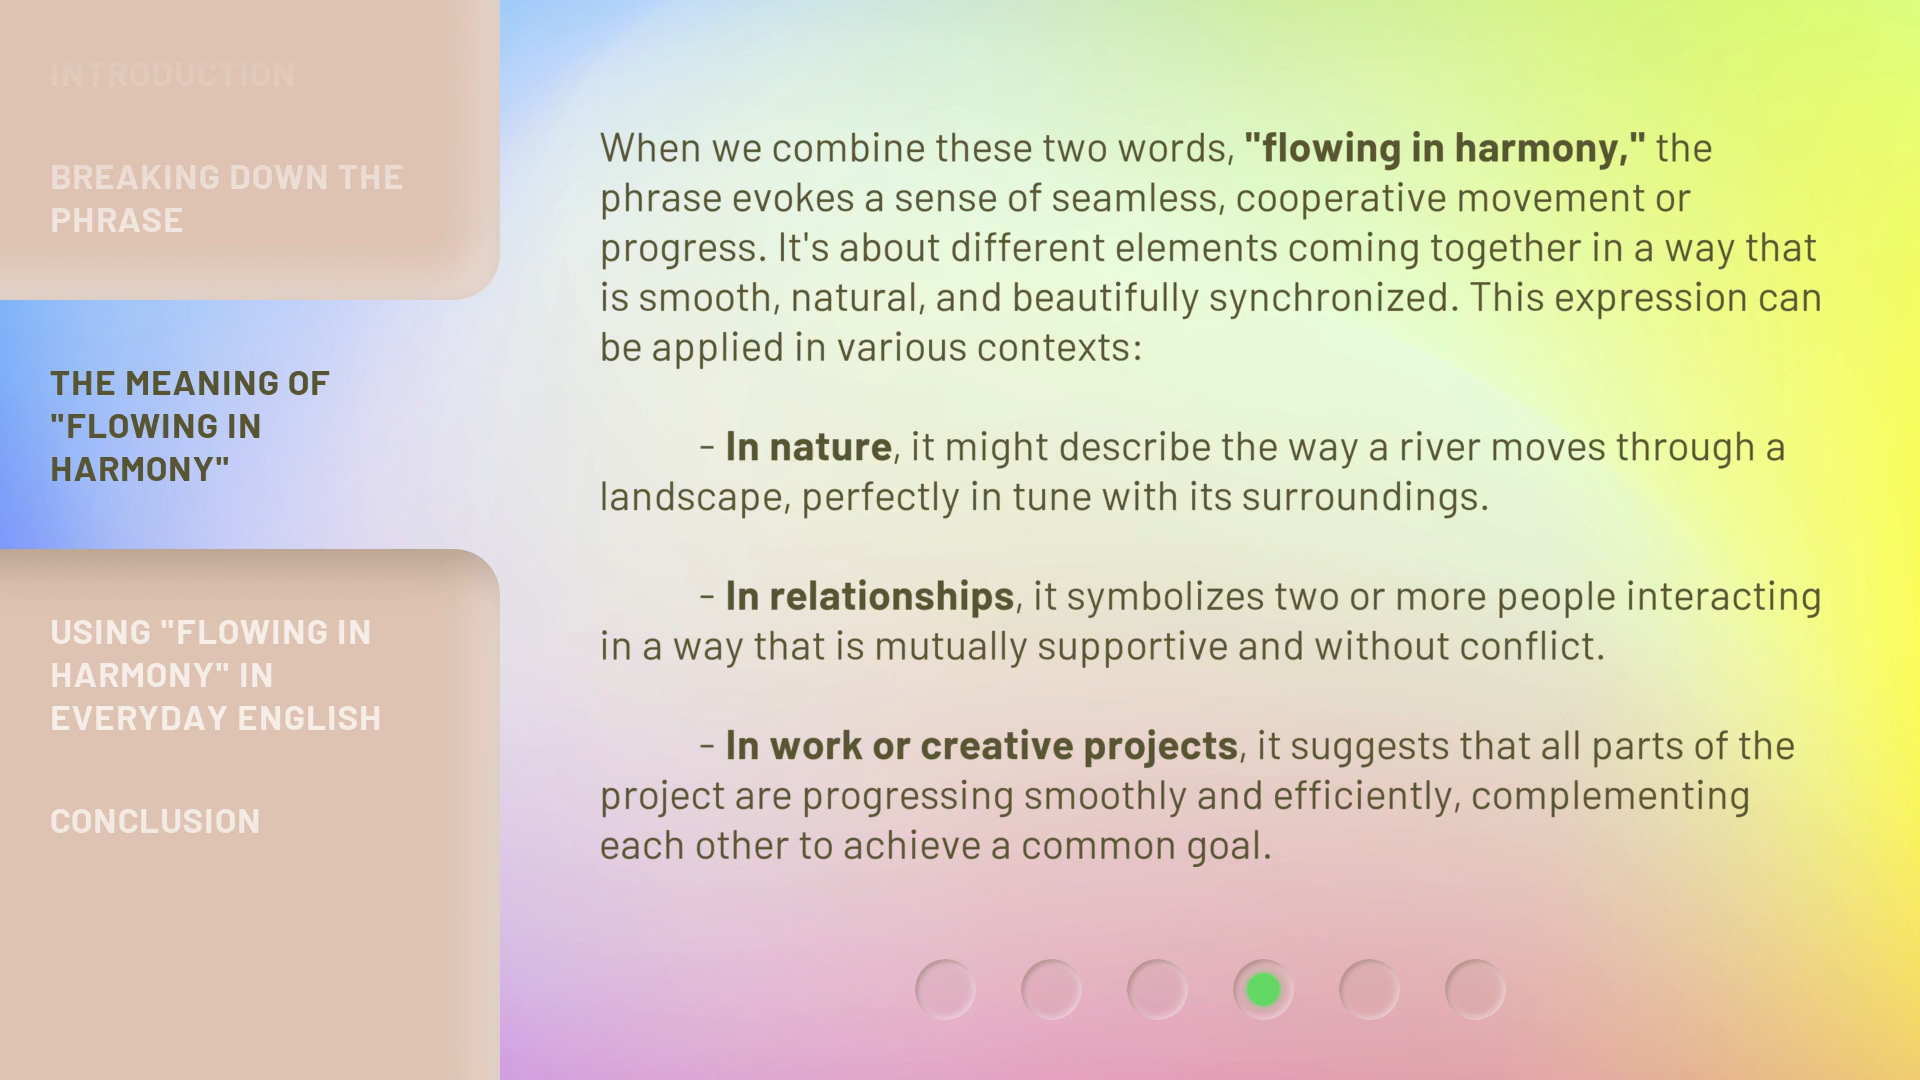 INTRODUCTION
BREAKING DOWN THE
PHRASE
THE MEANING OF
"FLOWING IN
HARMONY"
USING "FLOWING IN
HARMONY" IN
EVERYDAY ENGLISH
CONCLUSION
When we combine these two words, "flowing in harmony," the
phrase evokes a sense of seamless, cooperative movement or
progress. It's about different elements coming together in a way that
is smooth, natural, and beautifully synchronized. This expression can
be applied in various contexts:
- In nature, it might describe the way a river moves through a
landscape, perfectly in tune with its surroundings.
- In relationships, it symbolizes two or more people interacting
in a way that is mutually supportive and without conflict.
- In work or creative projects, it suggests that all parts of the
project are progressing smoothly and efficiently, complementing
each other to achieve a common goal.